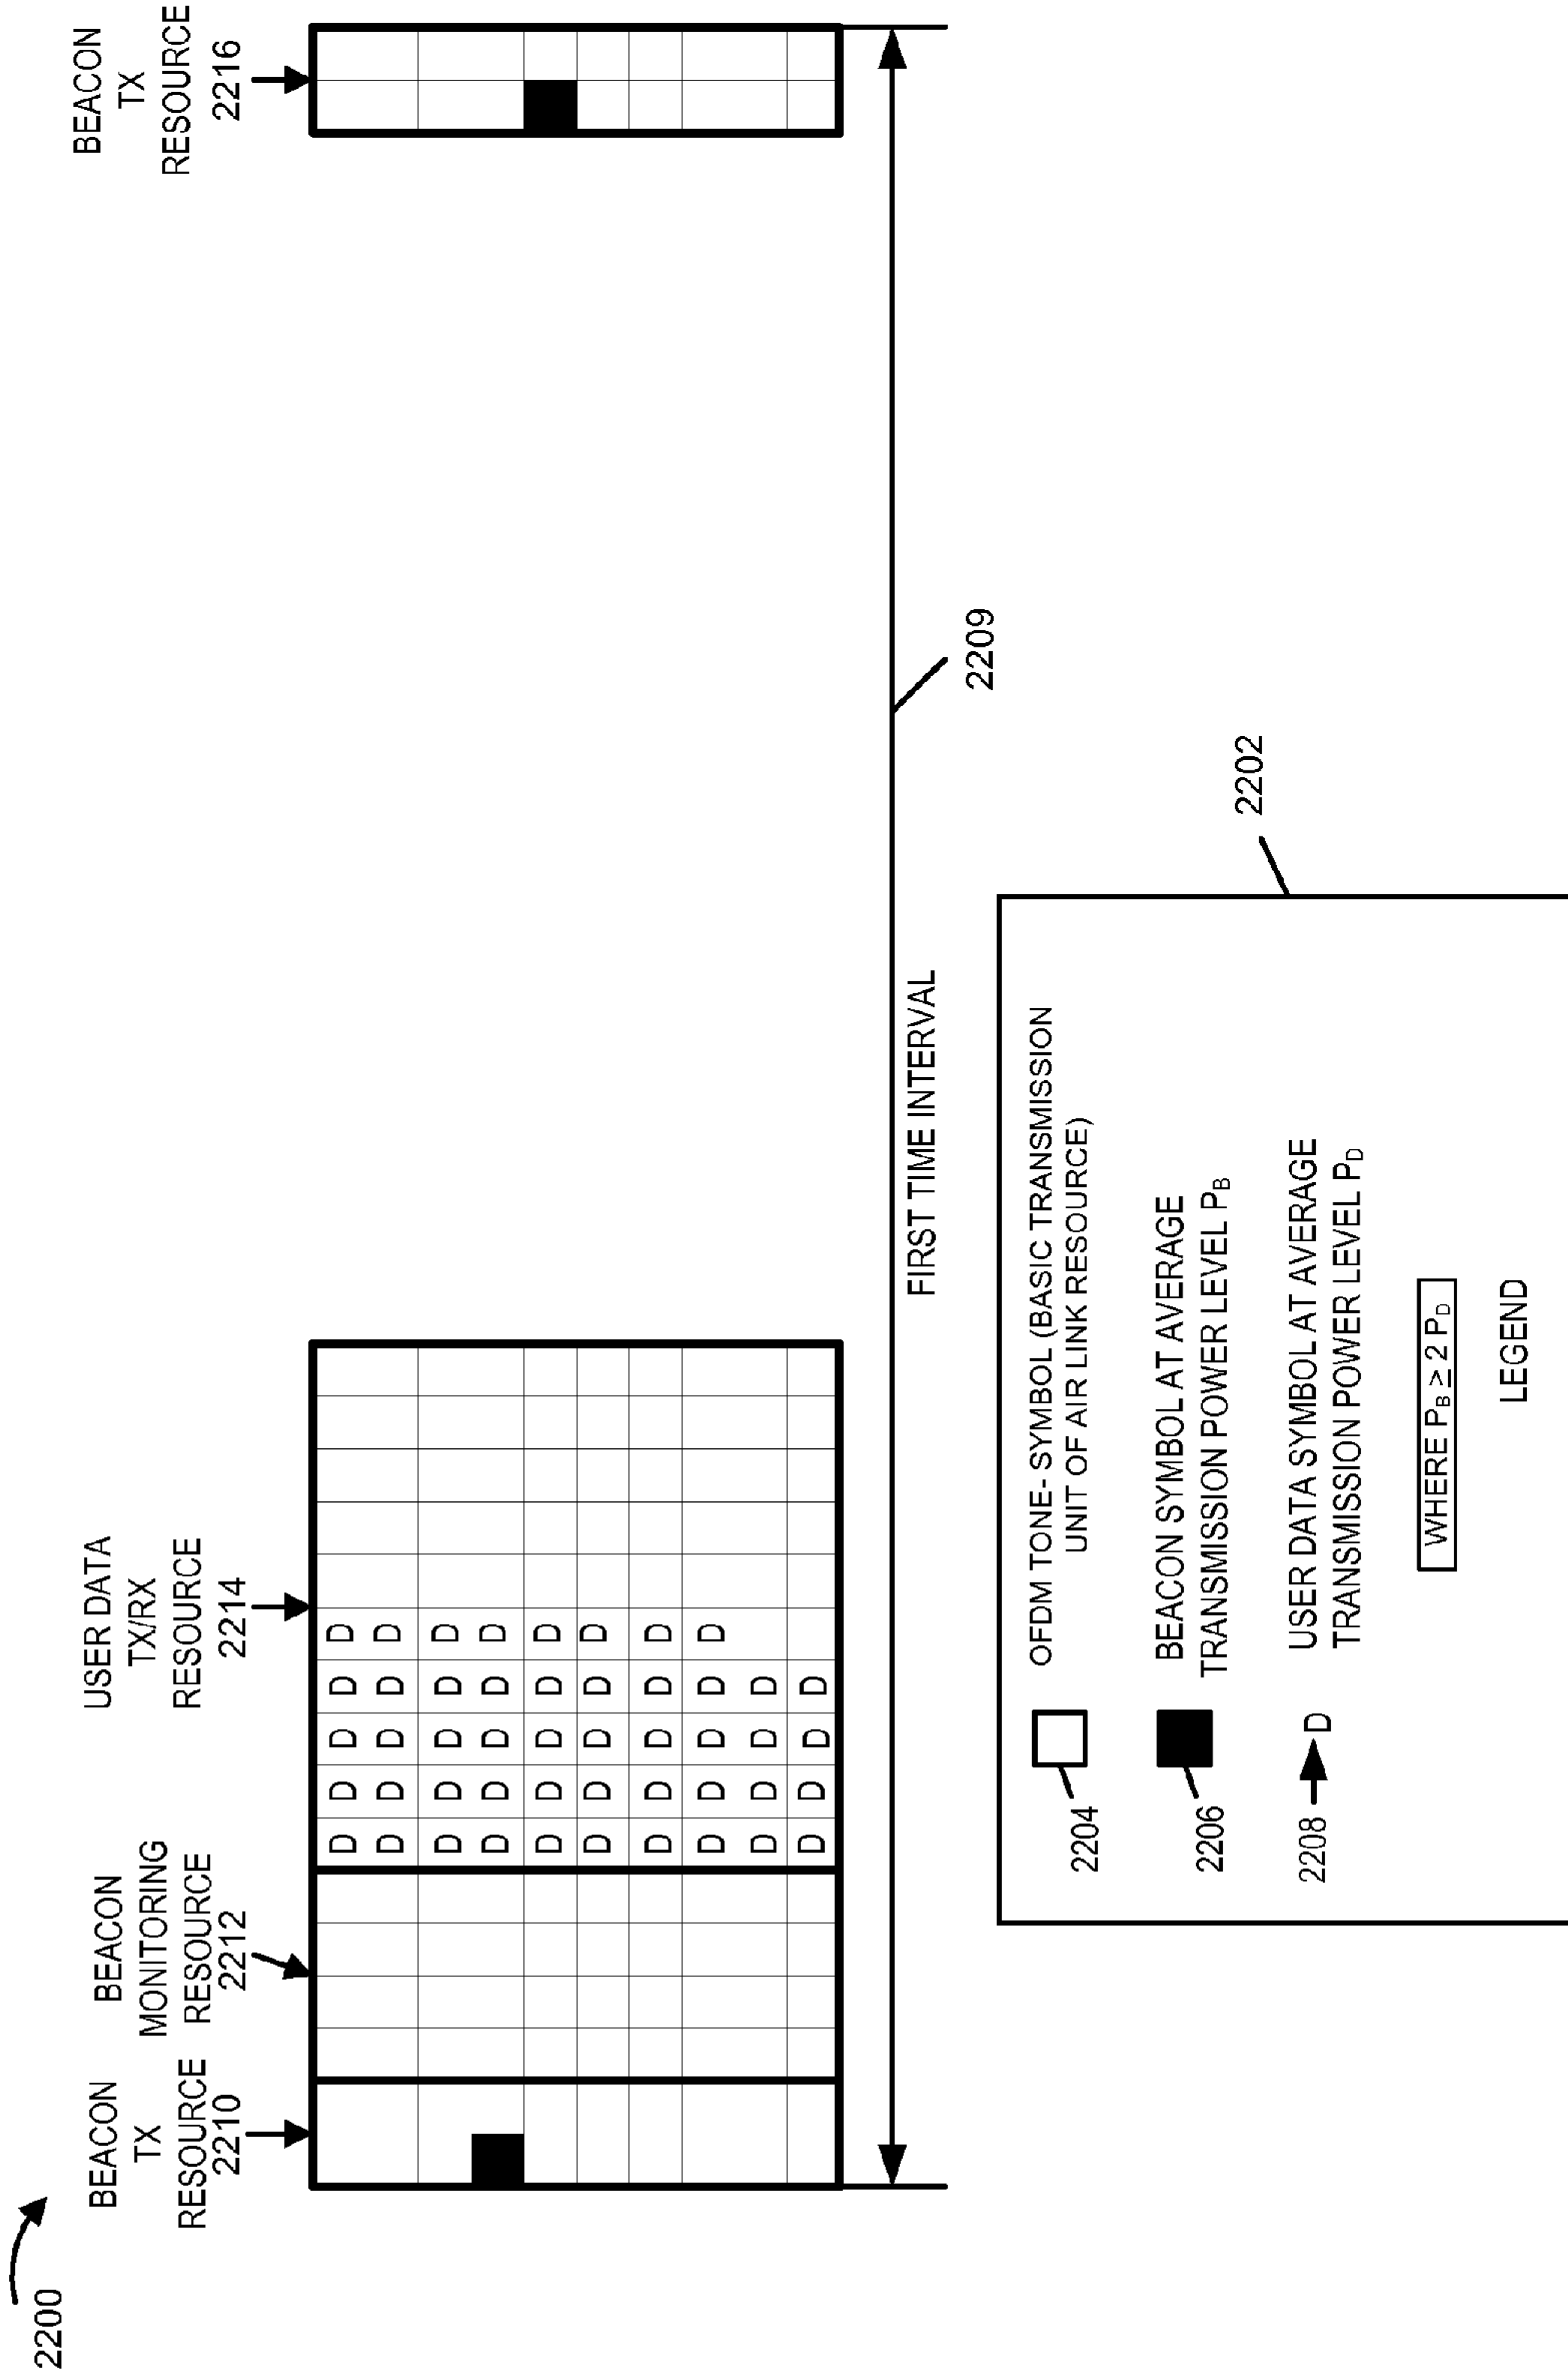 2200
BEACON
TX
RESOURCE
2210
BEACON
MONITORING
RESOURCE
2212
USER DATA
TX/RX
RESOURCE
2214
BEACON
TX
RESOURCE
2216
D D D D D
D D D D D
D D D D D
D D D D D
D D D D D
D D D D D
D D D D D
D D D D D
D D D D
D D D D
FIRST TIME INTERVAL
2209
2202
2204
OFDM TONE- SYMBOL (BASIC TRANSMISSION
UNIT OF AIR LINK RESOURCE)
2206
BEACON SYMBOL AT AVERAGE
TRANSMISSION POWER LEVEL PB
2208
D
USER DATA SYMBOL AT AVERAGE
TRANSMISSION POWER LEVEL PD
WHERE PB ≥ 2 PD
LEGEND